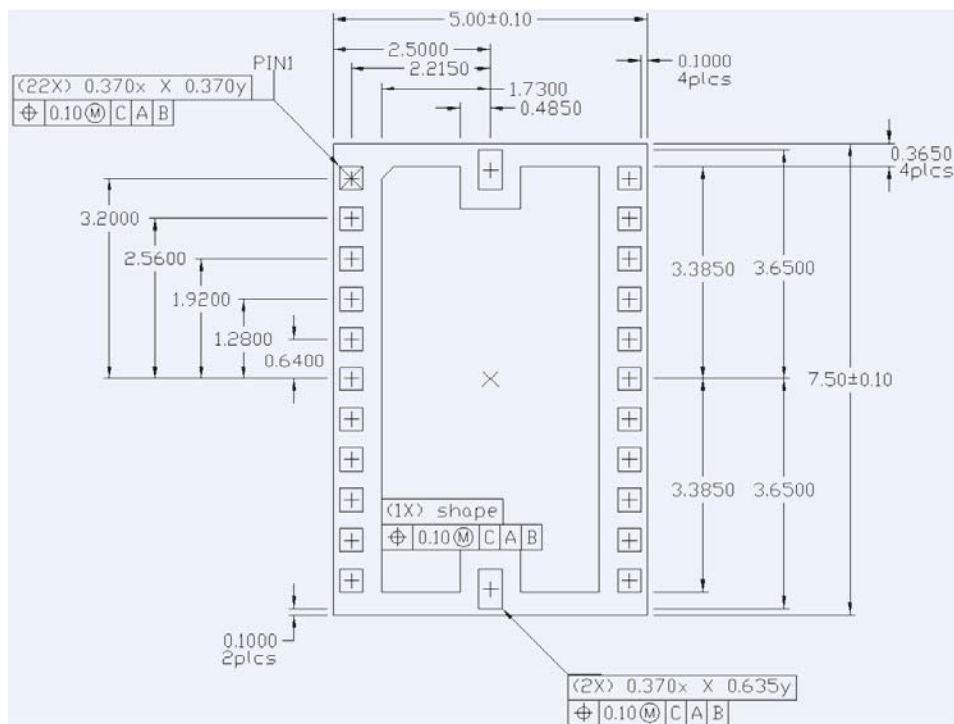 5.00±0.10
2.5000
0.1000
4plcs
PIN1
2.2150
(22X) 0.370x X 0.370y
1.7300
⌖ 0.10 Ⓜ C A B
0.4850
0.3650
4plcs
3.2000
2.5600
3.3850
3.6500
1.9200
1.2800
0.6400
7.50±0.10
3.3850
3.6500
(1X) shape
⌖ 0.10 Ⓜ C A B
0.1000
2plcs
(2X) 0.370x X 0.635y
⌖ 0.10 Ⓜ C A B